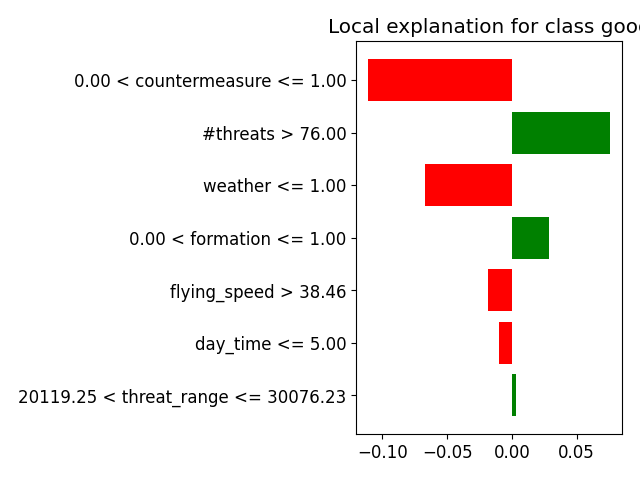 Local explanation for class good
0.00 < countermeasure <= 1.00
#threats > 76.00
weather <= 1.00
0.00 < formation <= 1.00
flying_speed > 38.46
day_time <= 5.00
20119.25 < threat_range <= 30076.23
−0.10 −0.05 0.00 0.05